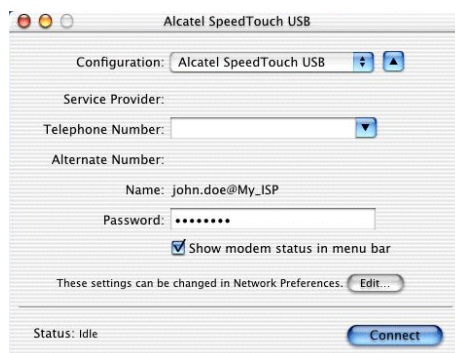 Alcatel SpeedTouch USB
Configuration: Alcatel SpeedTouch USB
Service Provider:
Telephone Number:
Alternate Number:
Name: john.doe@My_ISP
Password: ••••••••
Show modem status in menu bar
These settings can be changed in Network Preferences. Edit...
Status: Idle Connect